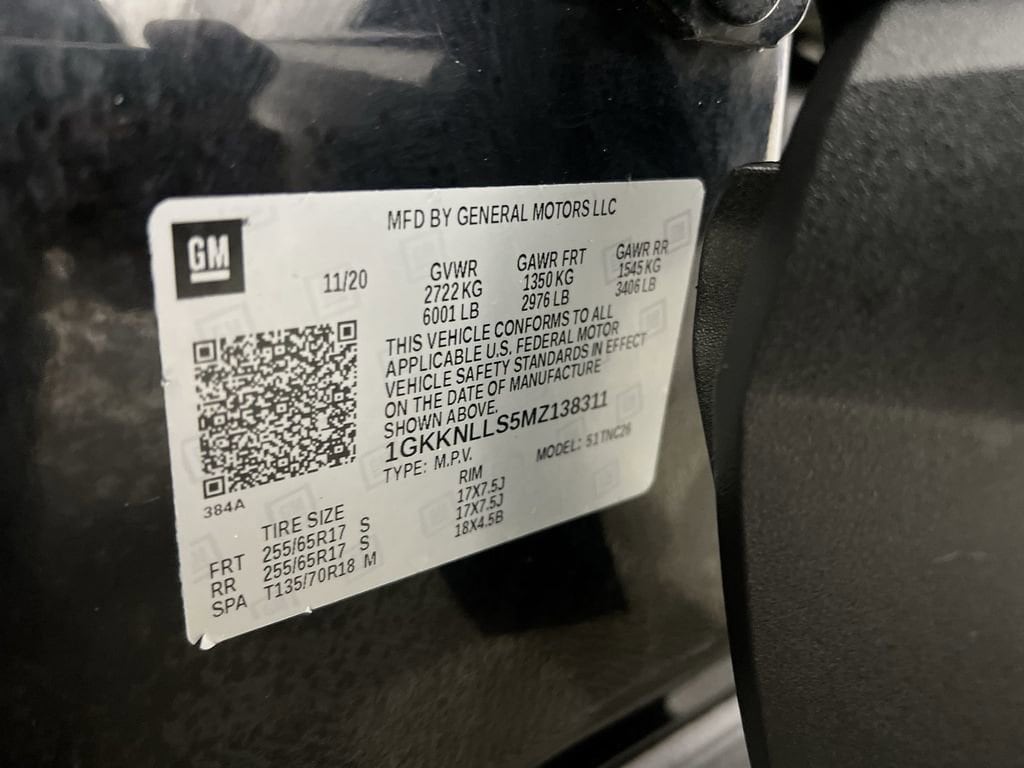 GM
MFD BY GENERAL MOTORS LLC
11/20
GVWR
2722 KG
6001 LB
GAWR FRT
1350 KG
2976 LB
GAWR RR
1545 KG
3406 LB
THIS VEHICLE CONFORMS TO ALL
APPLICABLE U.S. FEDERAL MOTOR
VEHICLE SAFETY STANDARDS IN EFFECT
ON THE DATE OF MANUFACTURE
SHOWN ABOVE.
1GKKNLLS5MZ138311
TYPE: M.P.V. MODEL: 51TNC26
384A
TIRE SIZE RIM
FRT 255/65R17 S 17X7.5J
RR 255/65R17 S 17X7.5J
SPA T135/70R18 M 18X4.5B